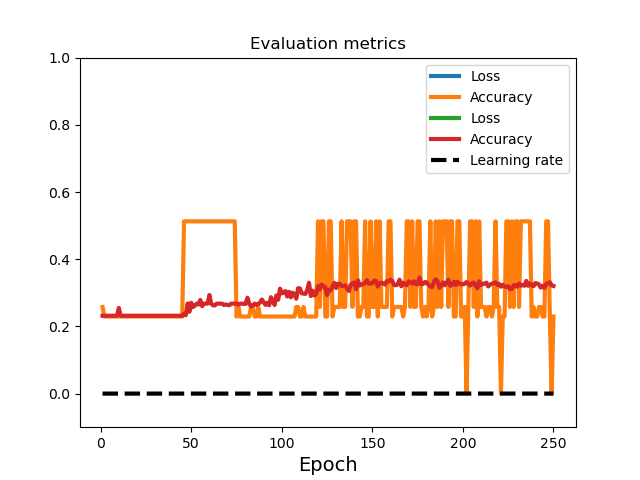 Evaluation metrics
1.0
0.8
0.6
0.4
0.2
0.0
Loss
Accuracy
Loss
Accuracy
Learning rate
0 50 100 150 200 250
Epoch